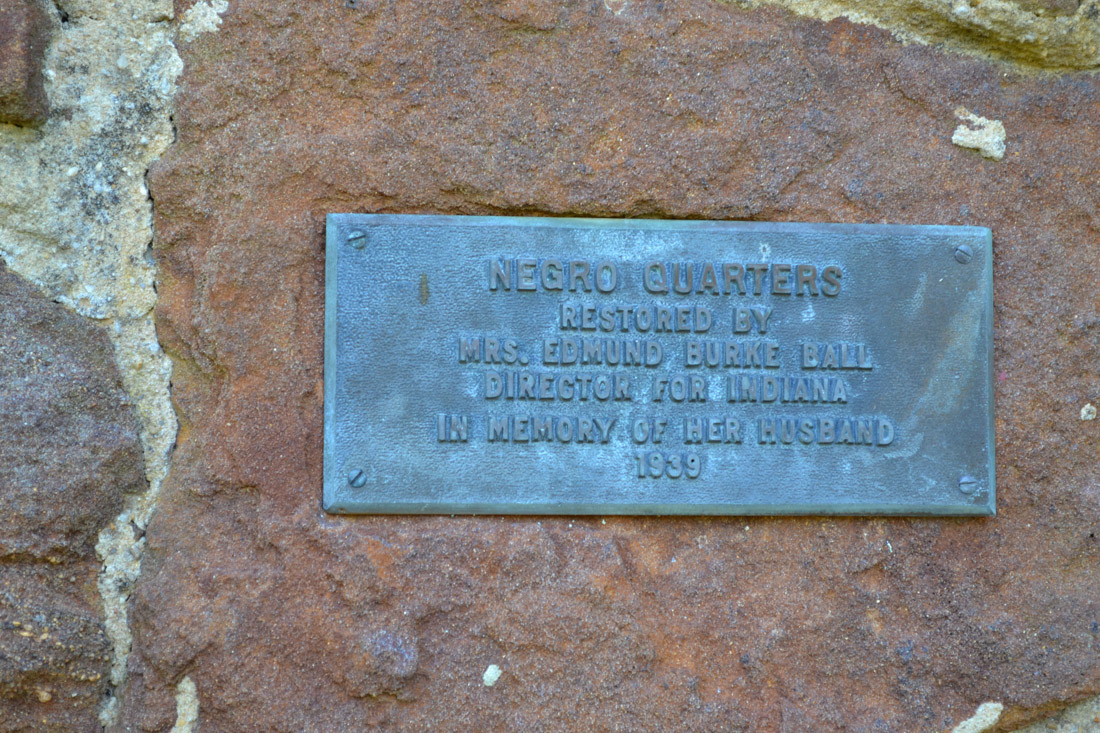 NEGRO QUARTERS
RESTORED BY
MRS. EDMUND BURKE BALL
DIRECTOR FOR INDIANA
IN MEMORY OF HER HUSBAND
1939